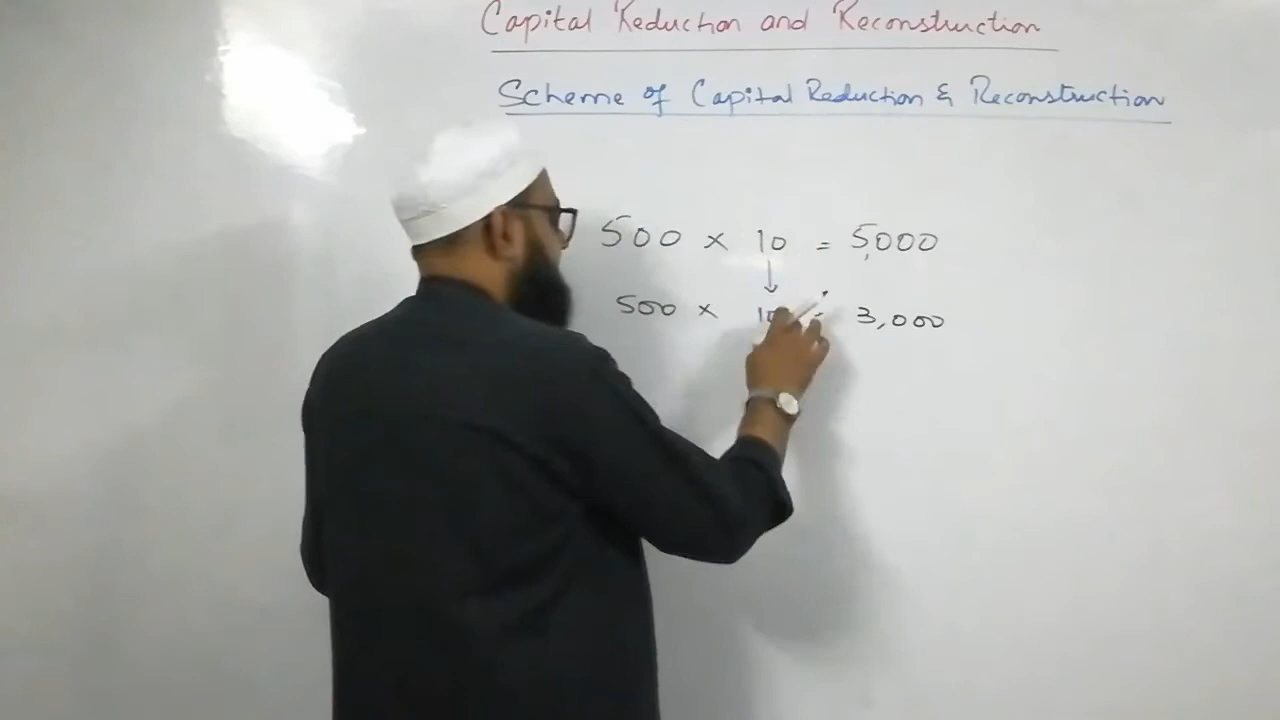 Capital Reduction and Reconstruction
Scheme of Capital Reduction & Reconstruction
500 × 10 = 5,000
↓
500 × 10 = 3,000